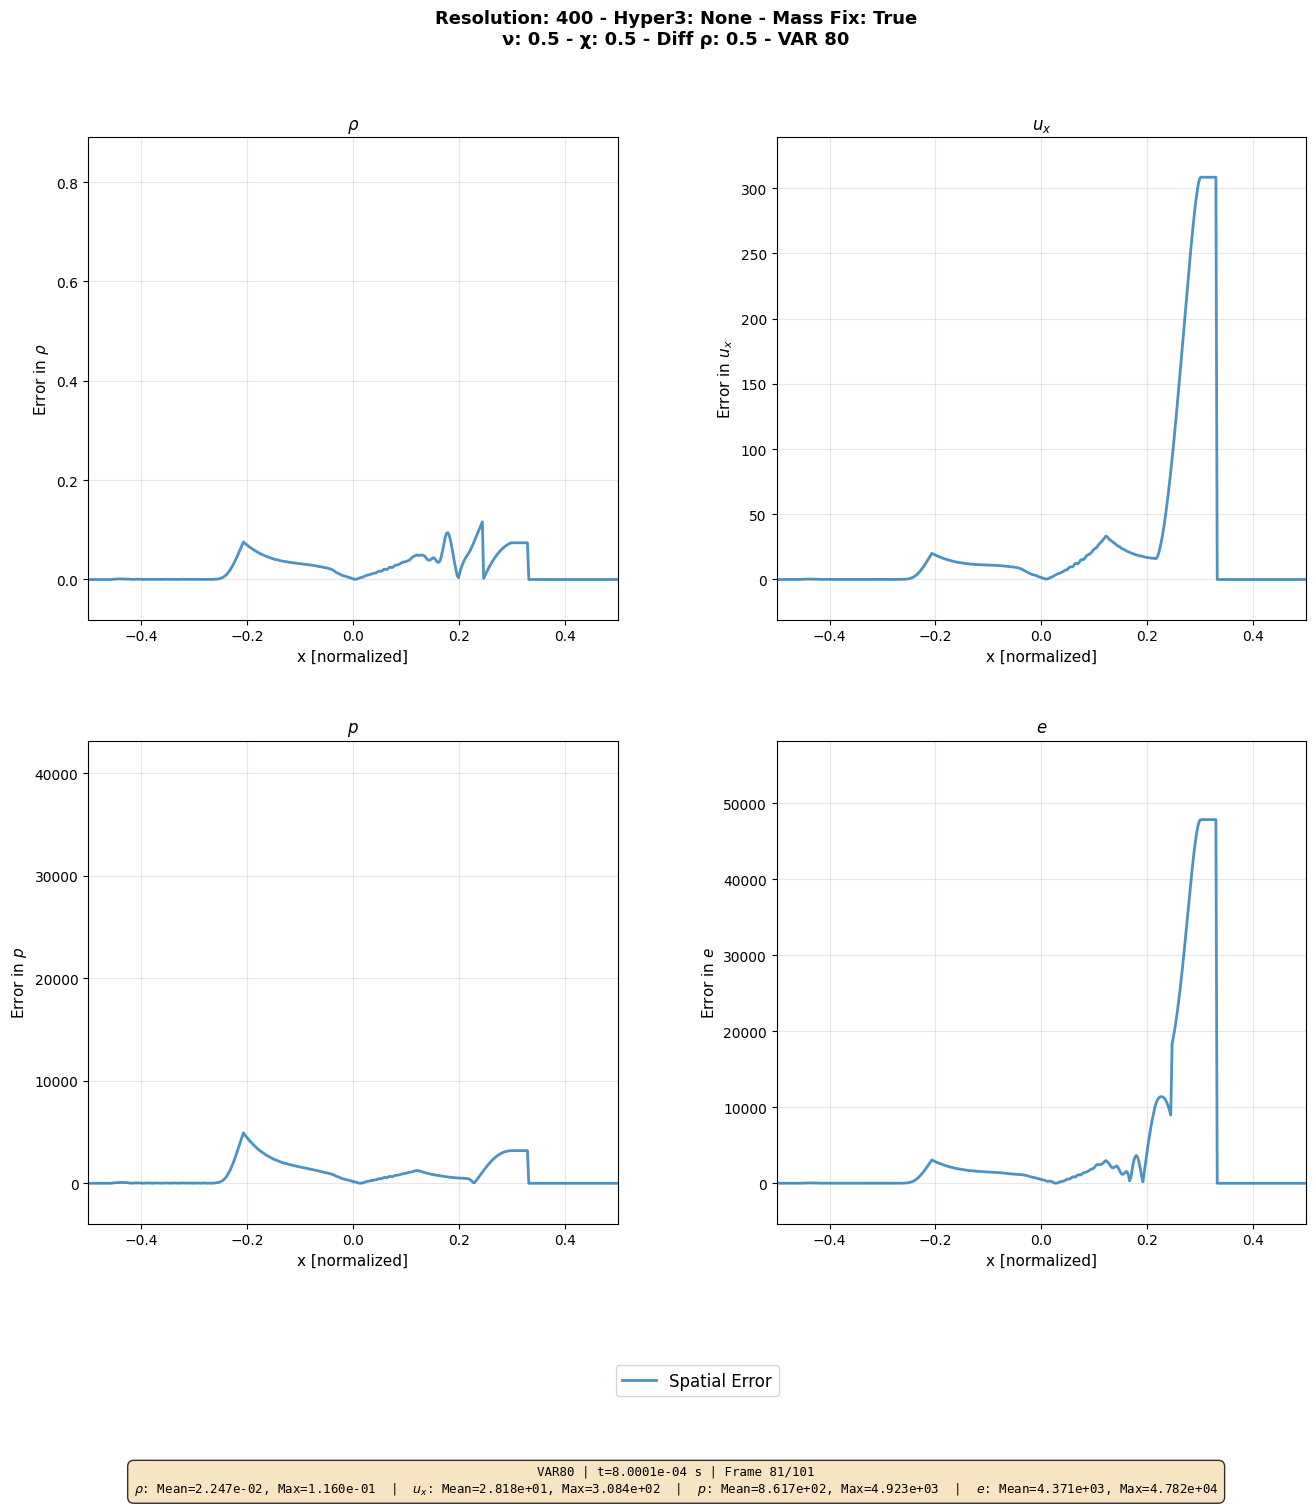 Resolution: 400 - Hyper3: None - Mass Fix: True
ν: 0.5 - χ: 0.5 - Diff ρ: 0.5 - VAR 80
ρ
Error in ρ
0.8
0.6
0.4
0.2
0.0
−0.4 −0.2 0.0 0.2 0.4
x [normalized]
uₓ
Error in uₓ
300
250
200
150
100
50
0
−0.4 −0.2 0.0 0.2 0.4
x [normalized]
p
Error in p
40000
30000
20000
10000
0
−0.4 −0.2 0.0 0.2 0.4
x [normalized]
e
Error in e
50000
40000
30000
20000
10000
0
−0.4 −0.2 0.0 0.2 0.4
x [normalized]
Spatial Error
VAR80 | t=8.0001e-04 s | Frame 81/101
ρ: Mean=2.247e-02, Max=1.160e-01 | uₓ: Mean=2.818e+01, Max=3.084e+02 | p: Mean=8.617e+02, Max=4.923e+03 | e: Mean=4.371e+03, Max=4.782e+04